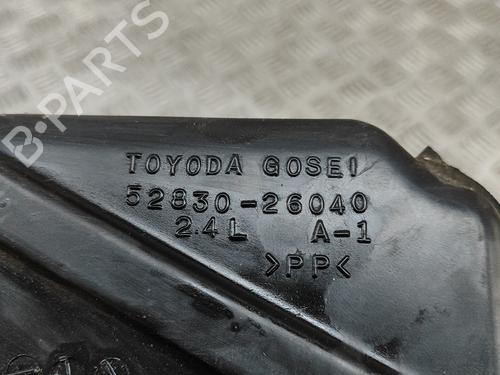 B-PARTS
TOYODA GOSEI
52830-26040
2.4L A-1
>PP<